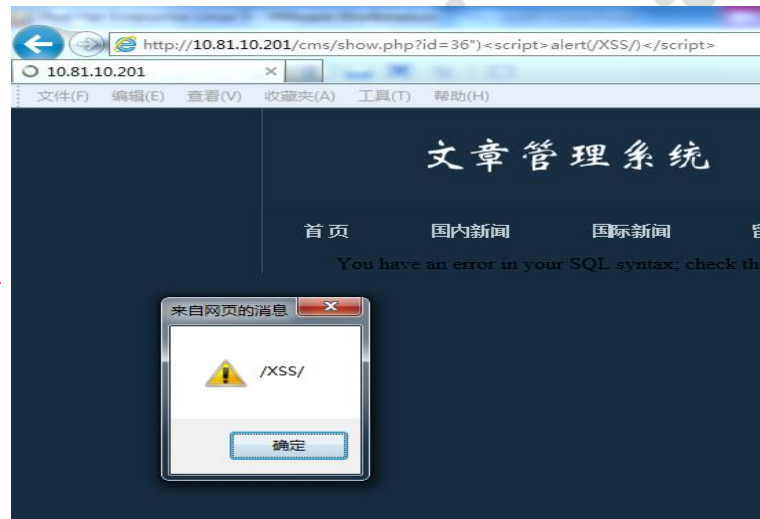 http://10.81.10.201/cms/show.php?id=36")<script>alert(/XSS/)</script>
10.81.10.201
文件(F) 编辑(E) 查看(V) 收藏夹(A) 工具(T) 帮助(H)
文章管理系统
首页 国内新闻 国际新闻
You have an error in your SQL syntax; check th
来自网页的消息
/XSS/
确定